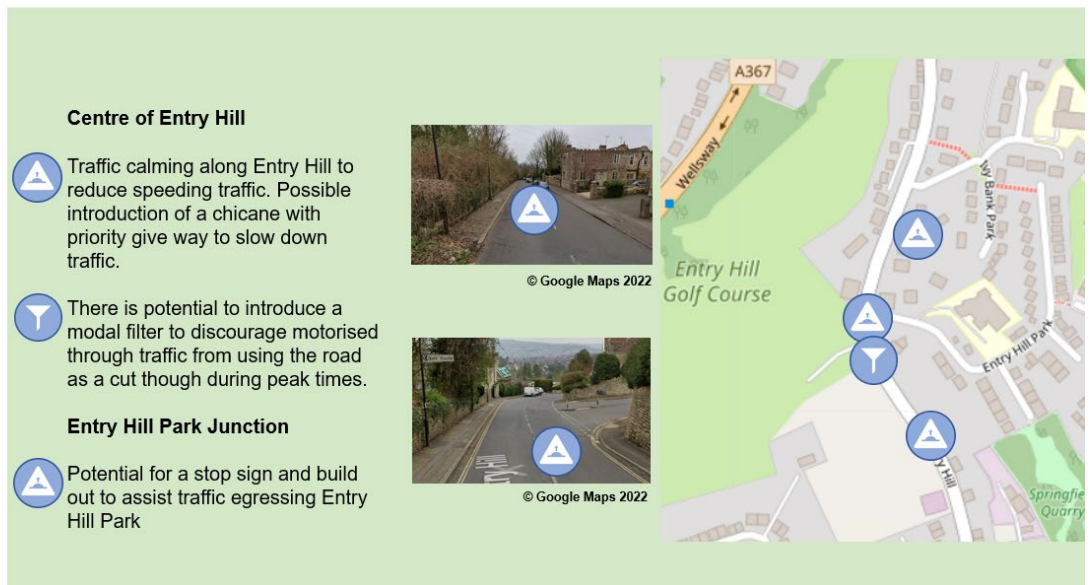 Centre of Entry Hill
Traffic calming along Entry Hill to
reduce speeding traffic. Possible
introduction of a chicane with
priority give way to slow down
traffic.
There is potential to introduce a
modal filter to discourage motorised
through traffic from using the road
as a cut though during peak times.
Entry Hill Park Junction
Potential for a stop sign and build
out to assist traffic egressing Entry
Hill Park
© Google Maps 2022
Hill
© Google Maps 2022
A367
Wellsway
Ivy Bank Park
Entry Hill
Golf Course
Entry Hill Park
Hill
Springfie
Quarry